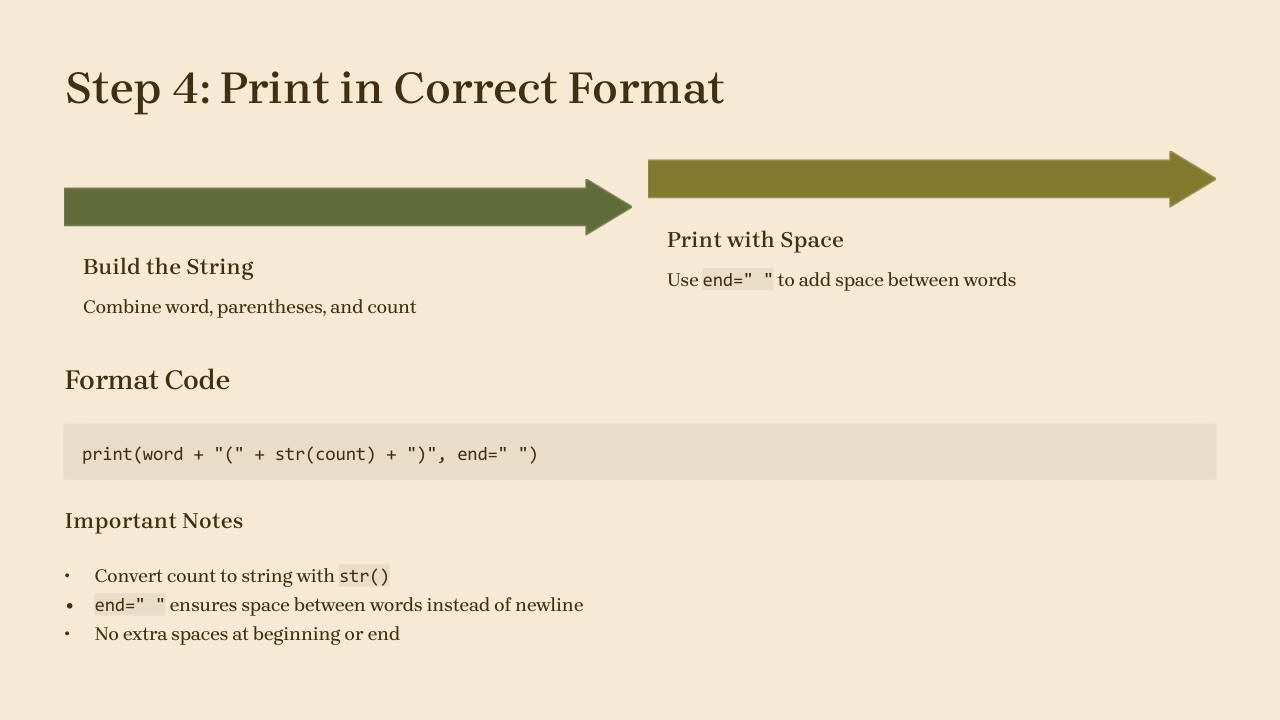 Step 4: Print in Correct Format
Build the String
Combine word, parentheses, and count
Print with Space
Use end=" " to add space between words
Format Code
print(word + "(" + str(count) + ")", end=" ")
Important Notes
• Convert count to string with str()
• end=" " ensures space between words instead of newline
• No extra spaces at beginning or end